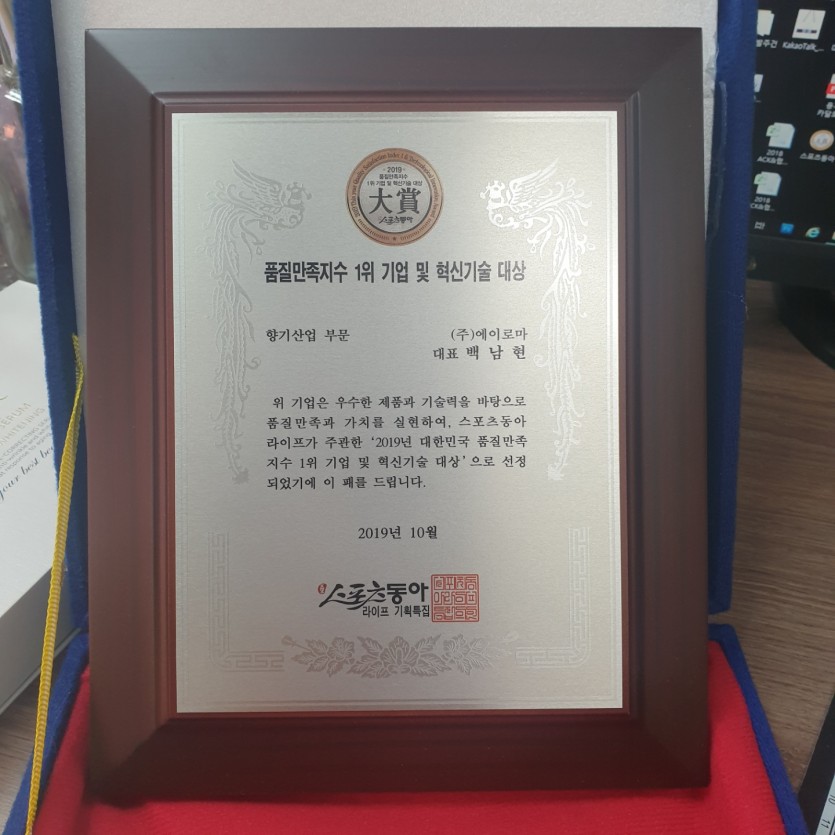 2019
품질만족지수
1위 기업 및 혁신기술 대상
大賞
스포츠동아
품질만족지수 1위 기업 및 혁신기술 대상
향기산업 부문
(주)에이로마
대표 백 남 현
위 기업은 우수한 제품과 기술력을 바탕으로
품질만족과 가치를 실현하여, 스포츠동아
라이프가 주관한 '2019년 대한민국 품질만족
지수 1위 기업 및 혁신기술 대상'으로 선정
되었기에 이 패를 드립니다.
2019년 10월
스포츠동아
라이프 기획특집
KakaoTalk_...
2018
2018